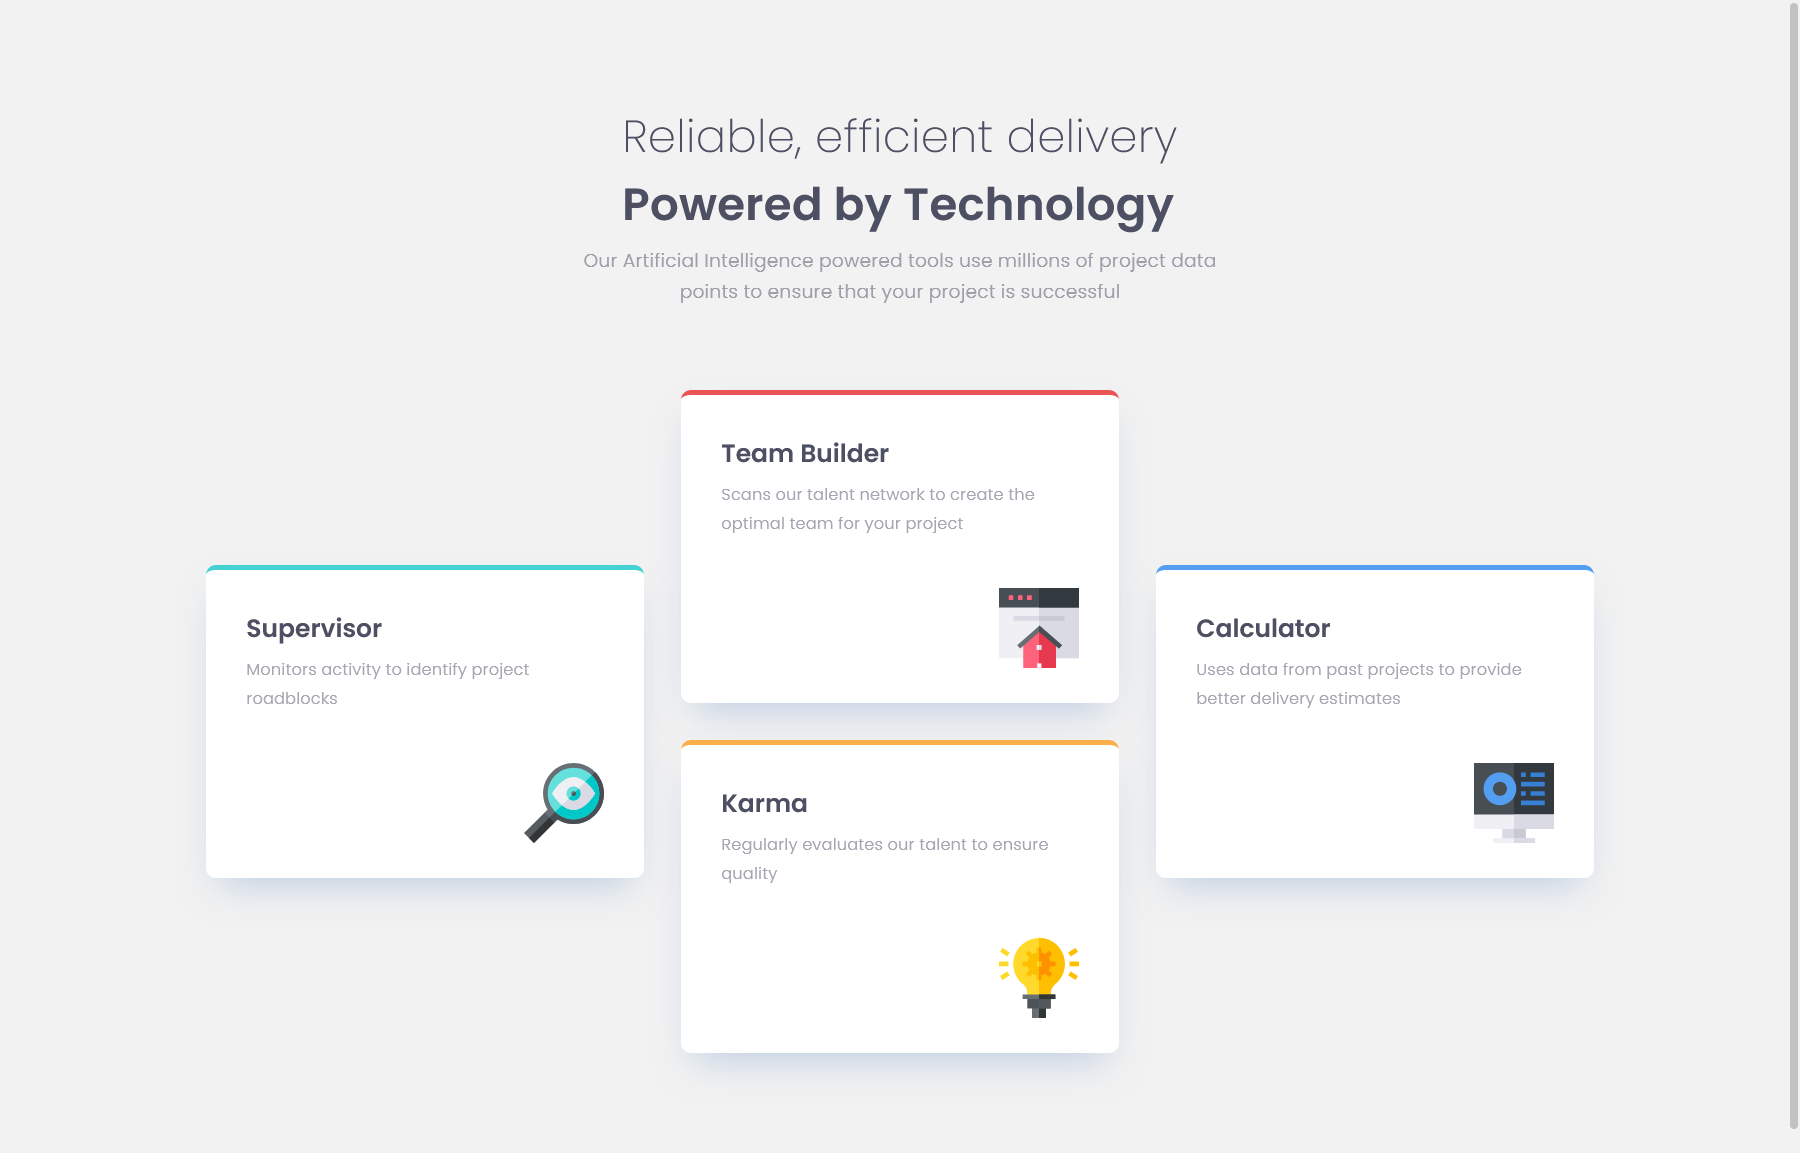 Reliable, efficient delivery
Powered by Technology
Our Artificial Intelligence powered tools use millions of project data
points to ensure that your project is successful
Supervisor
Monitors activity to identify project
roadblocks
Team Builder
Scans our talent network to create the
optimal team for your project
Karma
Regularly evaluates our talent to ensure
quality
Calculator
Uses data from past projects to provide
better delivery estimates